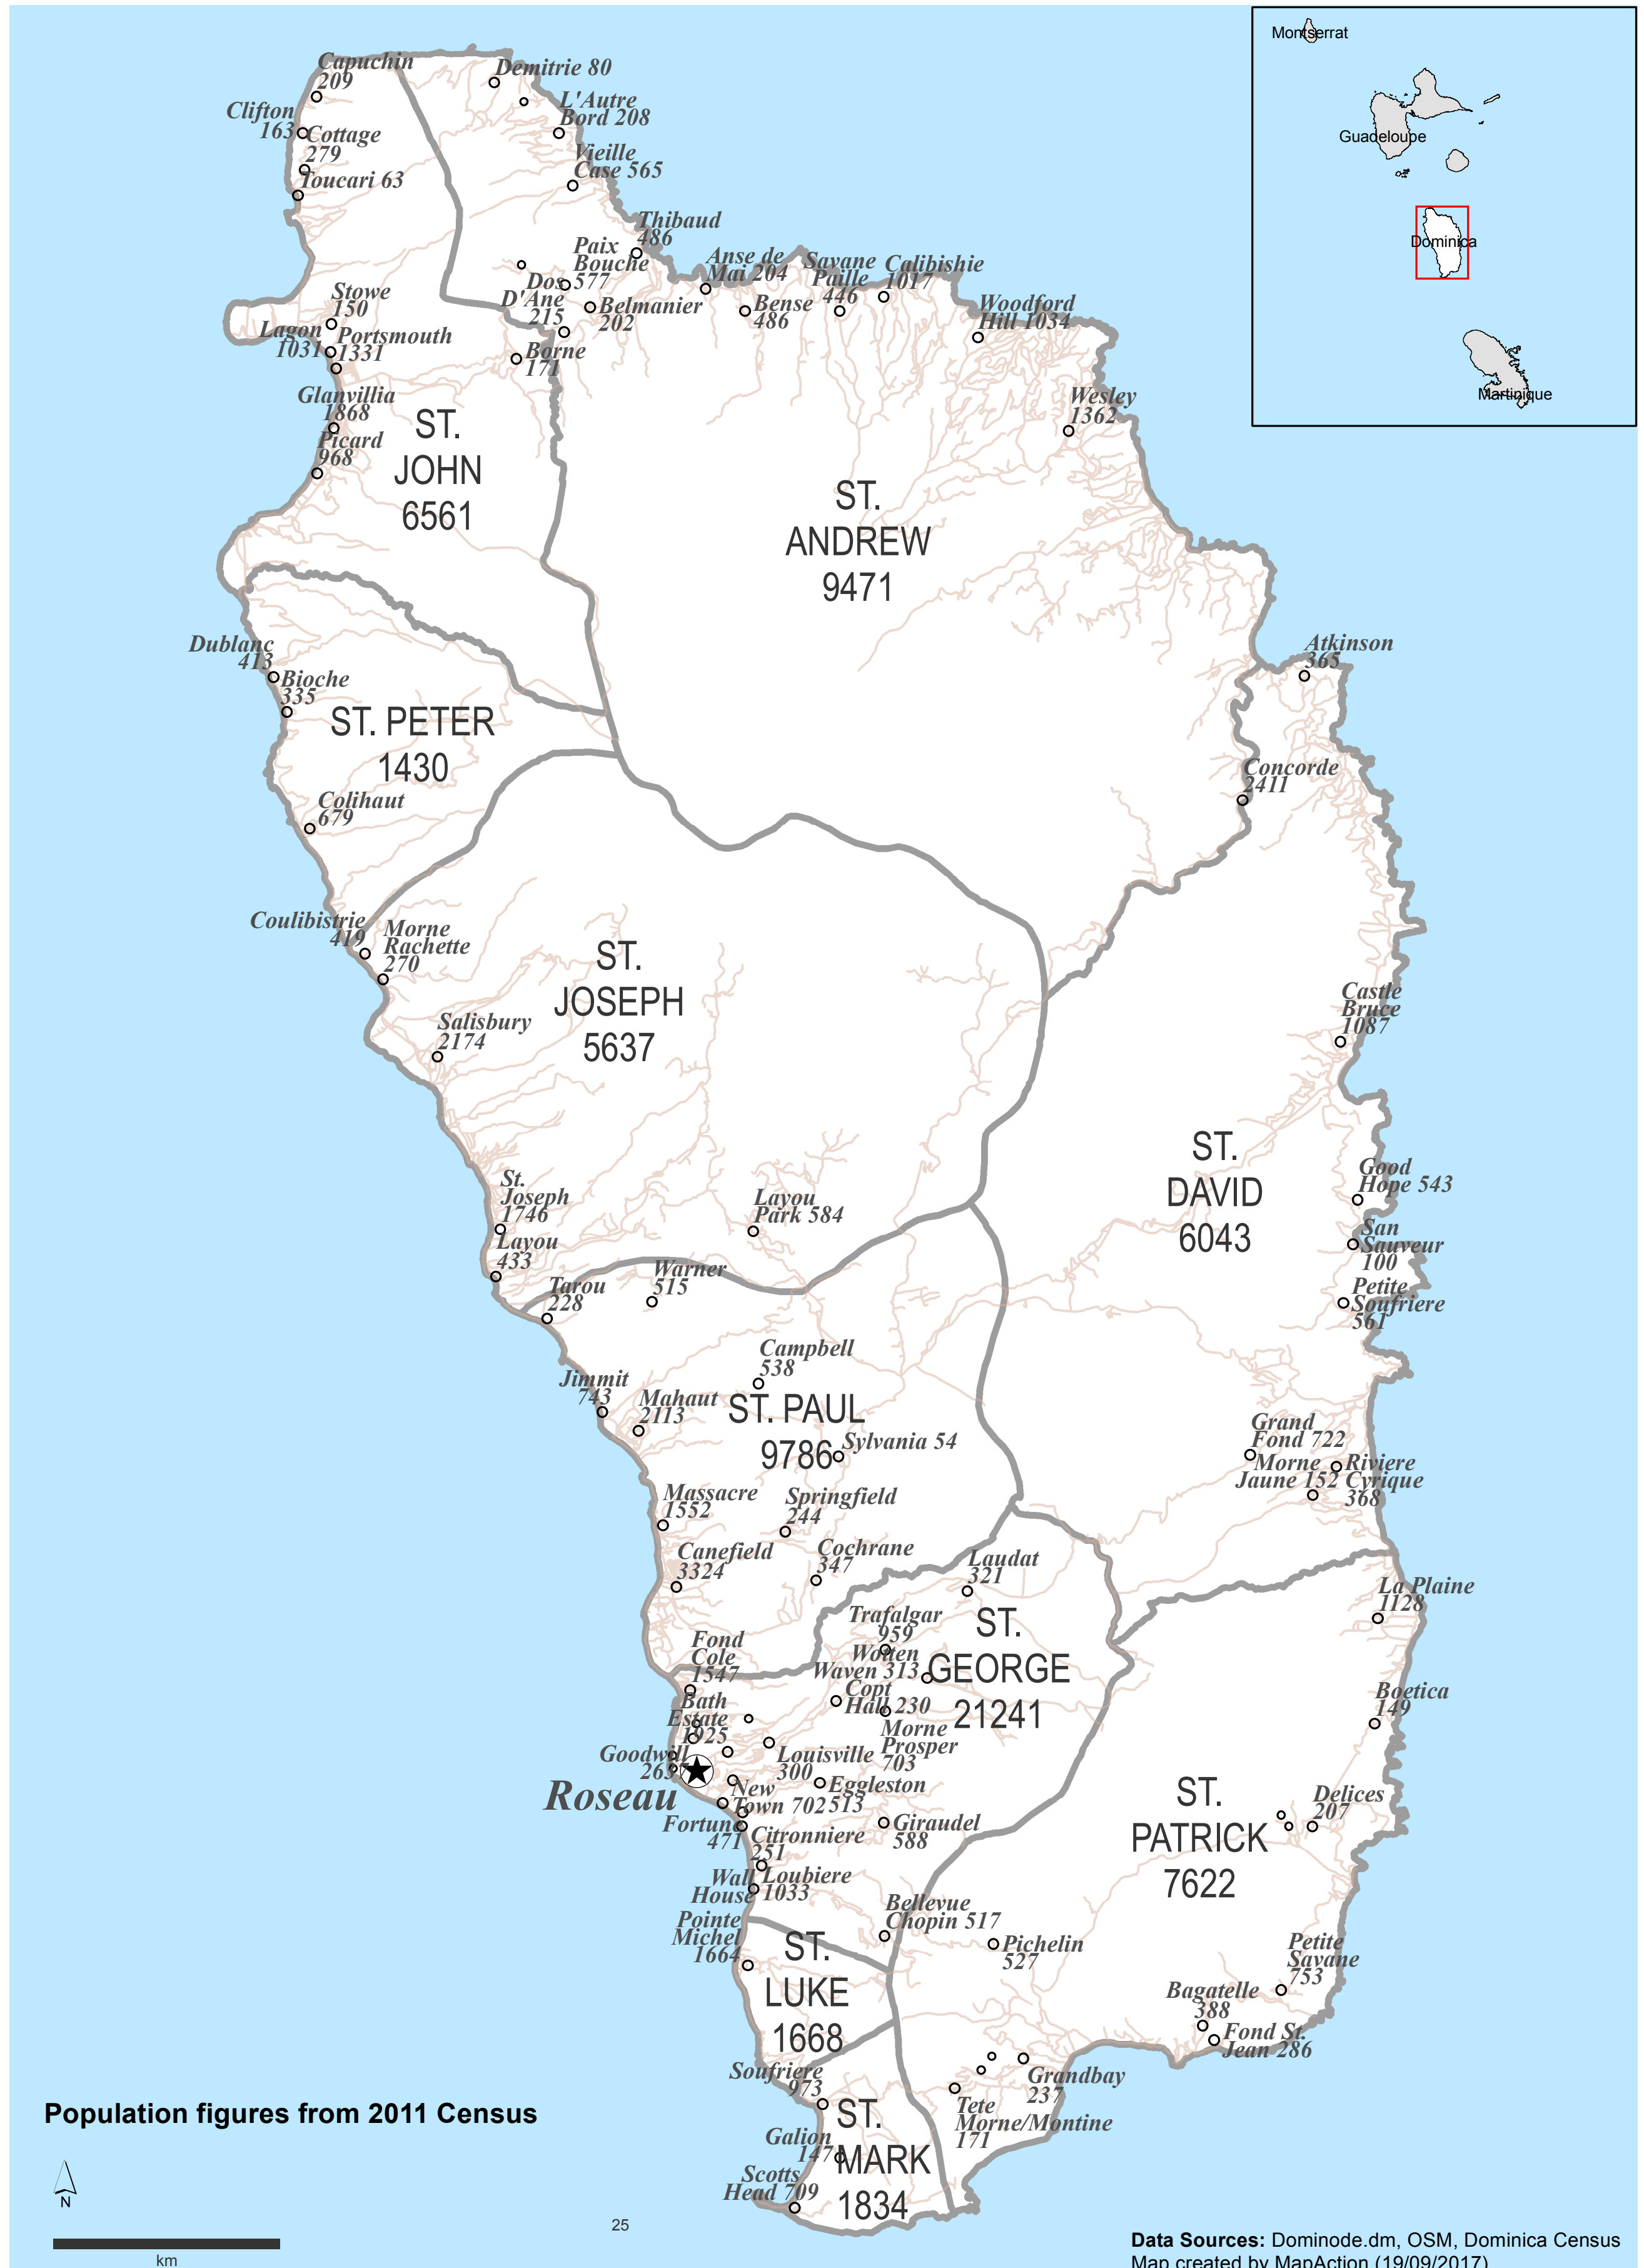 Montserrat
Guadeloupe
Dominica
Martinique
Capuchin
209
Demitrie 80
Clifton
163
L'Autre
Bord 208
Cottage
279
Toucari 63
Vieille
Case 565
Thibaud
486
Paix
Bouche
577
Dos
D'Ane
215
Belmanier
202
Anse de
Mai 204
Bense
486
Savane
Paille
446
Calibishie
1017
Woodford
Hill 1034
Stowe
150
Lagon
1031
Portsmouth
1331
Borne
171
Glanvillia
1868
Picard
968
Wesley
1362
ST.
JOHN
6561
ST.
ANDREW
9471
Dublanc
413
Bioche
335
ST. PETER
1430
Colihaut
679
Atkinson
365
Concorde
2411
Coulibistrie
419
Morne
Rachette
270
Salisbury
2174
ST.
JOSEPH
5637
Castle
Bruce
1087
St.
Joseph
1746
Layou
433
Layou
Park 584
ST.
DAVID
6043
Good
Hope 543
San
Sauveur
100
Petite
Soufriere
561
Tarou
228
Warner
515
Campbell
538
Jimmit
743
Mahaut
2113
ST. PAUL
9786
Sylvania 54
Grand
Fond 722
Morne
Jaune 152
Riviere
Cyrique
368
Massacre
1552
Springfield
244
Canefield
3324
Cochrane
347
Laudat
321
La Plaine
1128
Trafalgar
959
Wotten
Waven 313
ST.
GEORGE
21241
Fond
Cole
1547
Copt
Hall 230
Bath
Estate
1925
Morne
Prosper
703
Boetica
149
Goodwill
Louisville
300
Roseau
New
Town 702
Eggleston
513
Fortune
471
Citronniere
251
Giraudel
588
ST.
PATRICK
7622
Delices
207
Wall
House
Loubiere
1033
Bellevue
Chopin 517
Pointe
Michel
1664
Pichelin
527
ST.
LUKE
1668
Petite
Savane
753
Bagatelle
388
Fond St.
Jean 286
Soufriere
973
Grandbay
237
Tete
Morne/Montine
171
ST.
MARK
1834
Galion
147
Scotts
Head 709
Population figures from 2011 Census
N
25
km
Data Sources: Dominode.dm, OSM, Dominica Census
Map created by MapAction (19/09/2017)